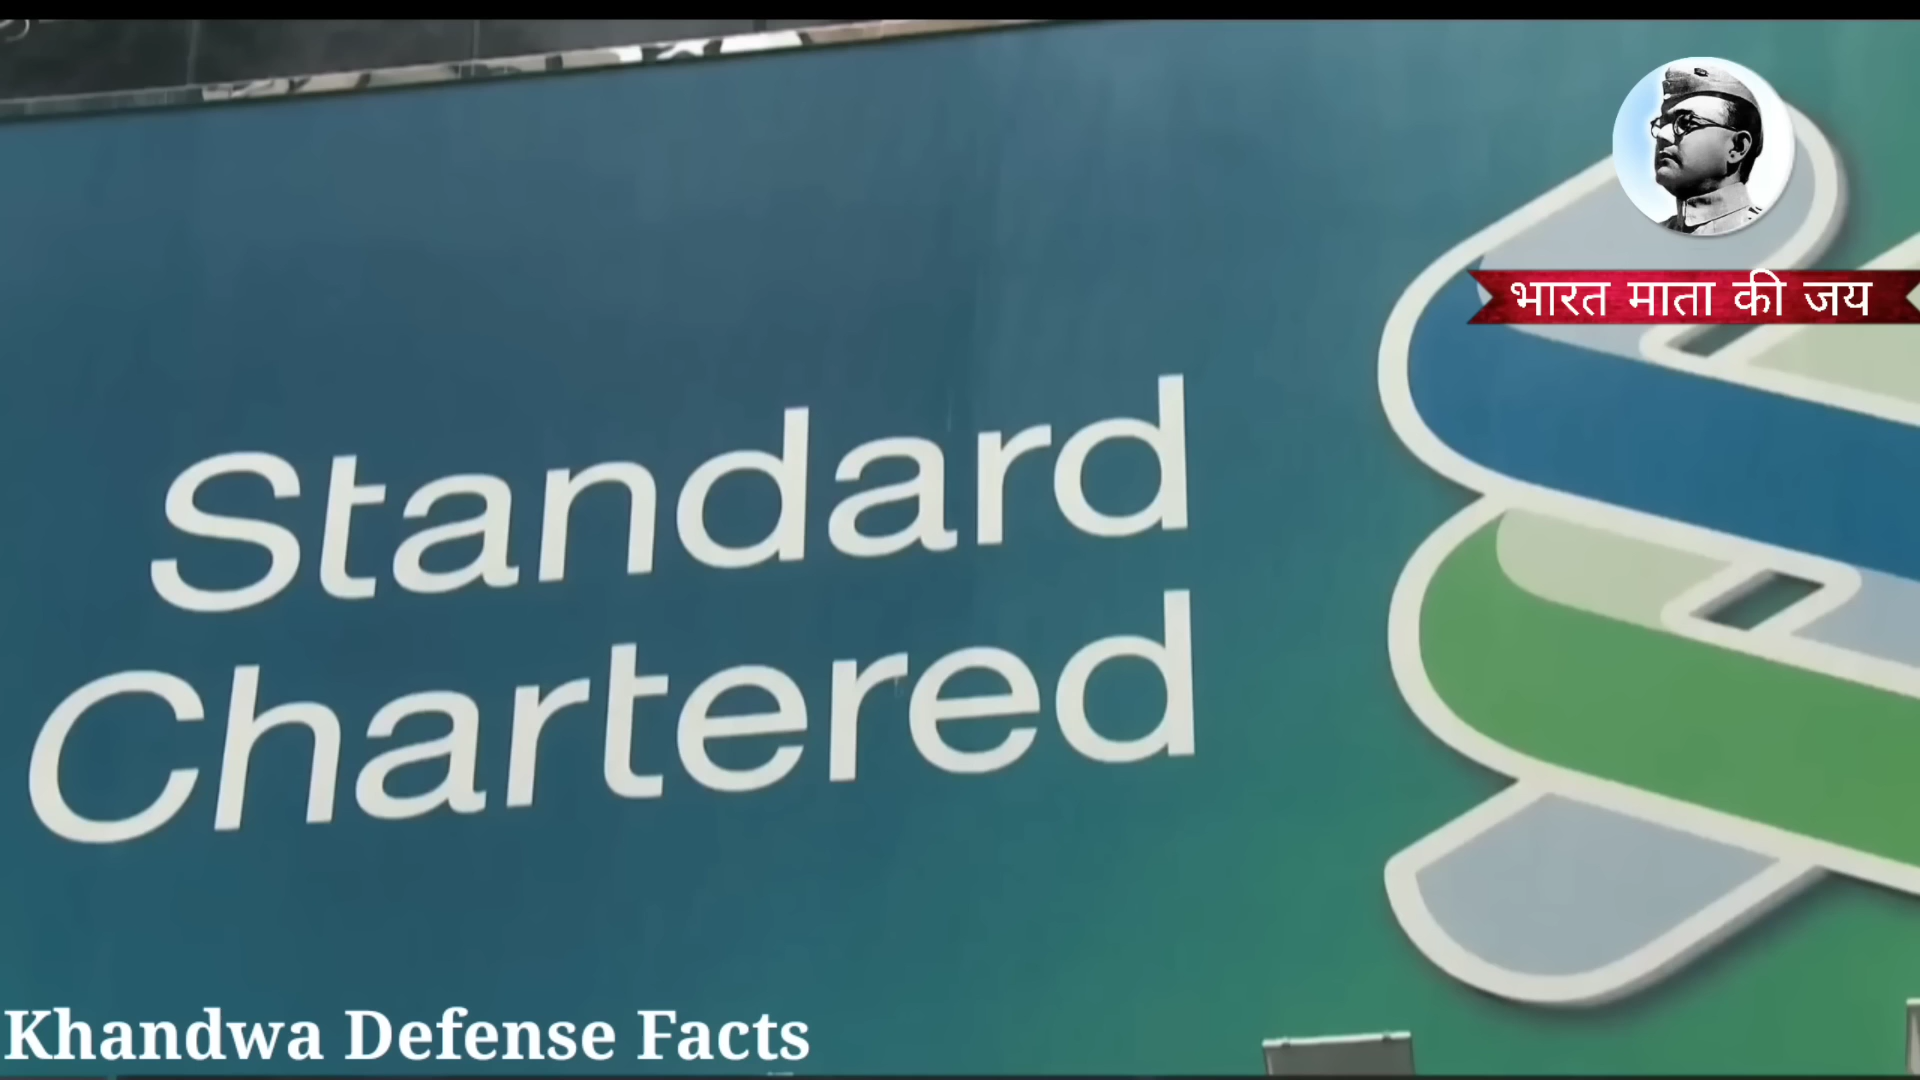 भारत माता की जय
Standard
Chartered
Khandwa Defense Facts